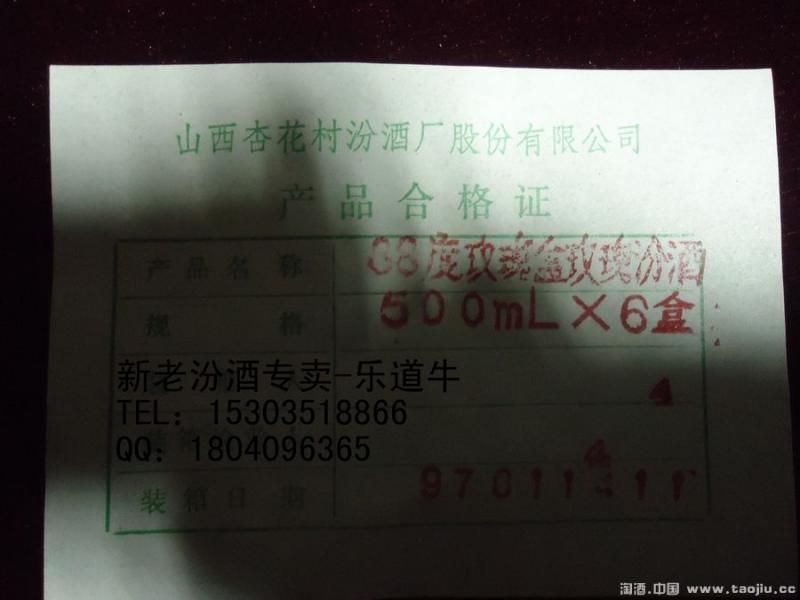 山西杏花村汾酒厂股份有限公司
产品合格证
产品名称 38度玫瑰盒玫瑰汾酒
规格 500mL×6盒
新老汾酒专卖-乐道牛
4
TEL: 15303518866
QQ: 1804096365
4
装箱日期
淘酒.中国 www.taojiu.cc